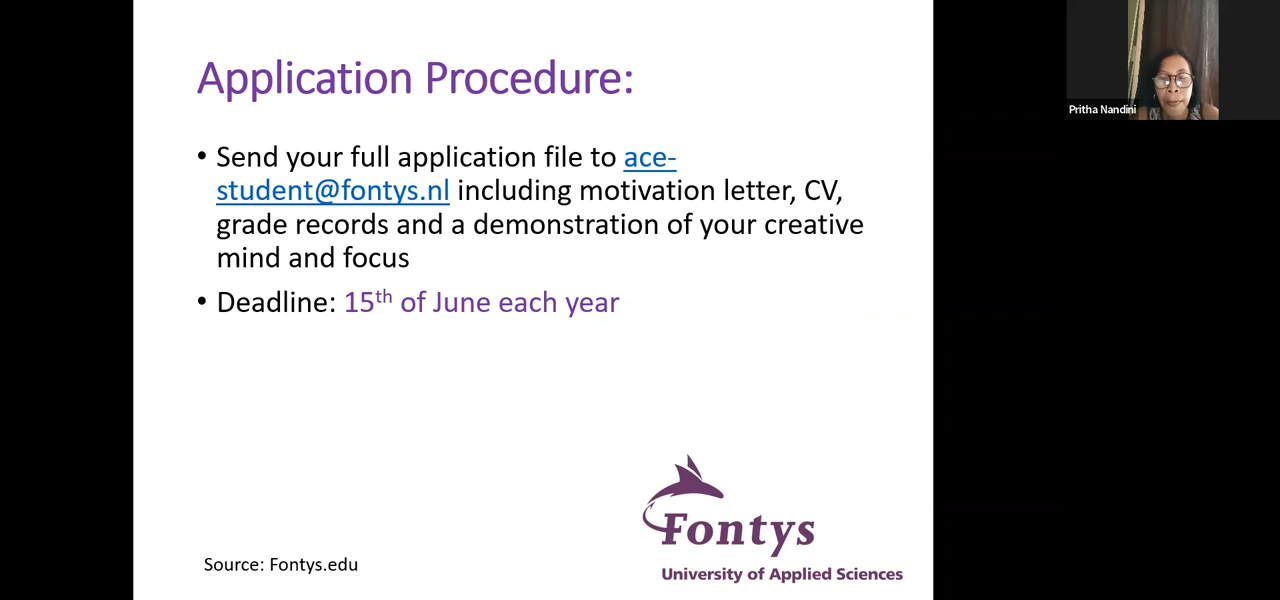 Application Procedure:
• Send your full application file to ace-
student@fontys.nl including motivation letter, CV,
grade records and a demonstration of your creative
mind and focus
• Deadline: 15th of June each year
Fontys
University of Applied Sciences
Source: Fontys.edu
Pritha Nandini